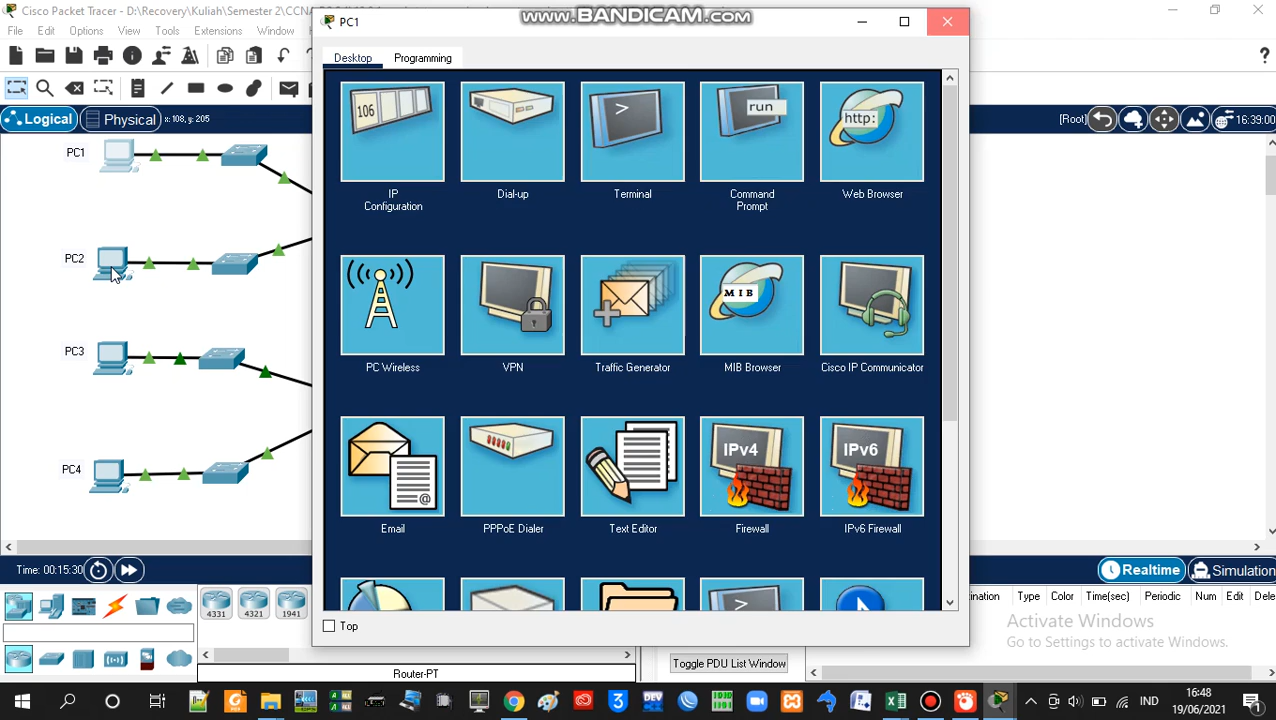 Cisco Packet Tracer - D:\Recovery\Kuliah\Semester 2\CCN
www.BANDICAM.com
PC1
File Edit Options View Tools Extensions Window
Desktop
Programming
Logical
Physical
x: 108, y: 205
[Root]
16:39:00
PC1
PC2
PC3
PC4
106
>
run
http:
IP
Configuration
Dial-up
Terminal
Command
Prompt
Web Browser
MIB
PC Wireless
VPN
Traffic Generator
MIB Browser
Cisco IP Communicator
@
IPv4
IPv6
Email
PPPoE Dialer
Text Editor
Firewall
IPv6 Firewall
>
Top
Time: 00:15:30
Realtime
Simulation
4331
4321
1941
Router-PT
Toggle PDU List Window
ination Type Color Time(sec) Periodic Num Edit Dele
Activate Windows
Go to Settings to activate Windows.
IND
16:48
19/06/2021